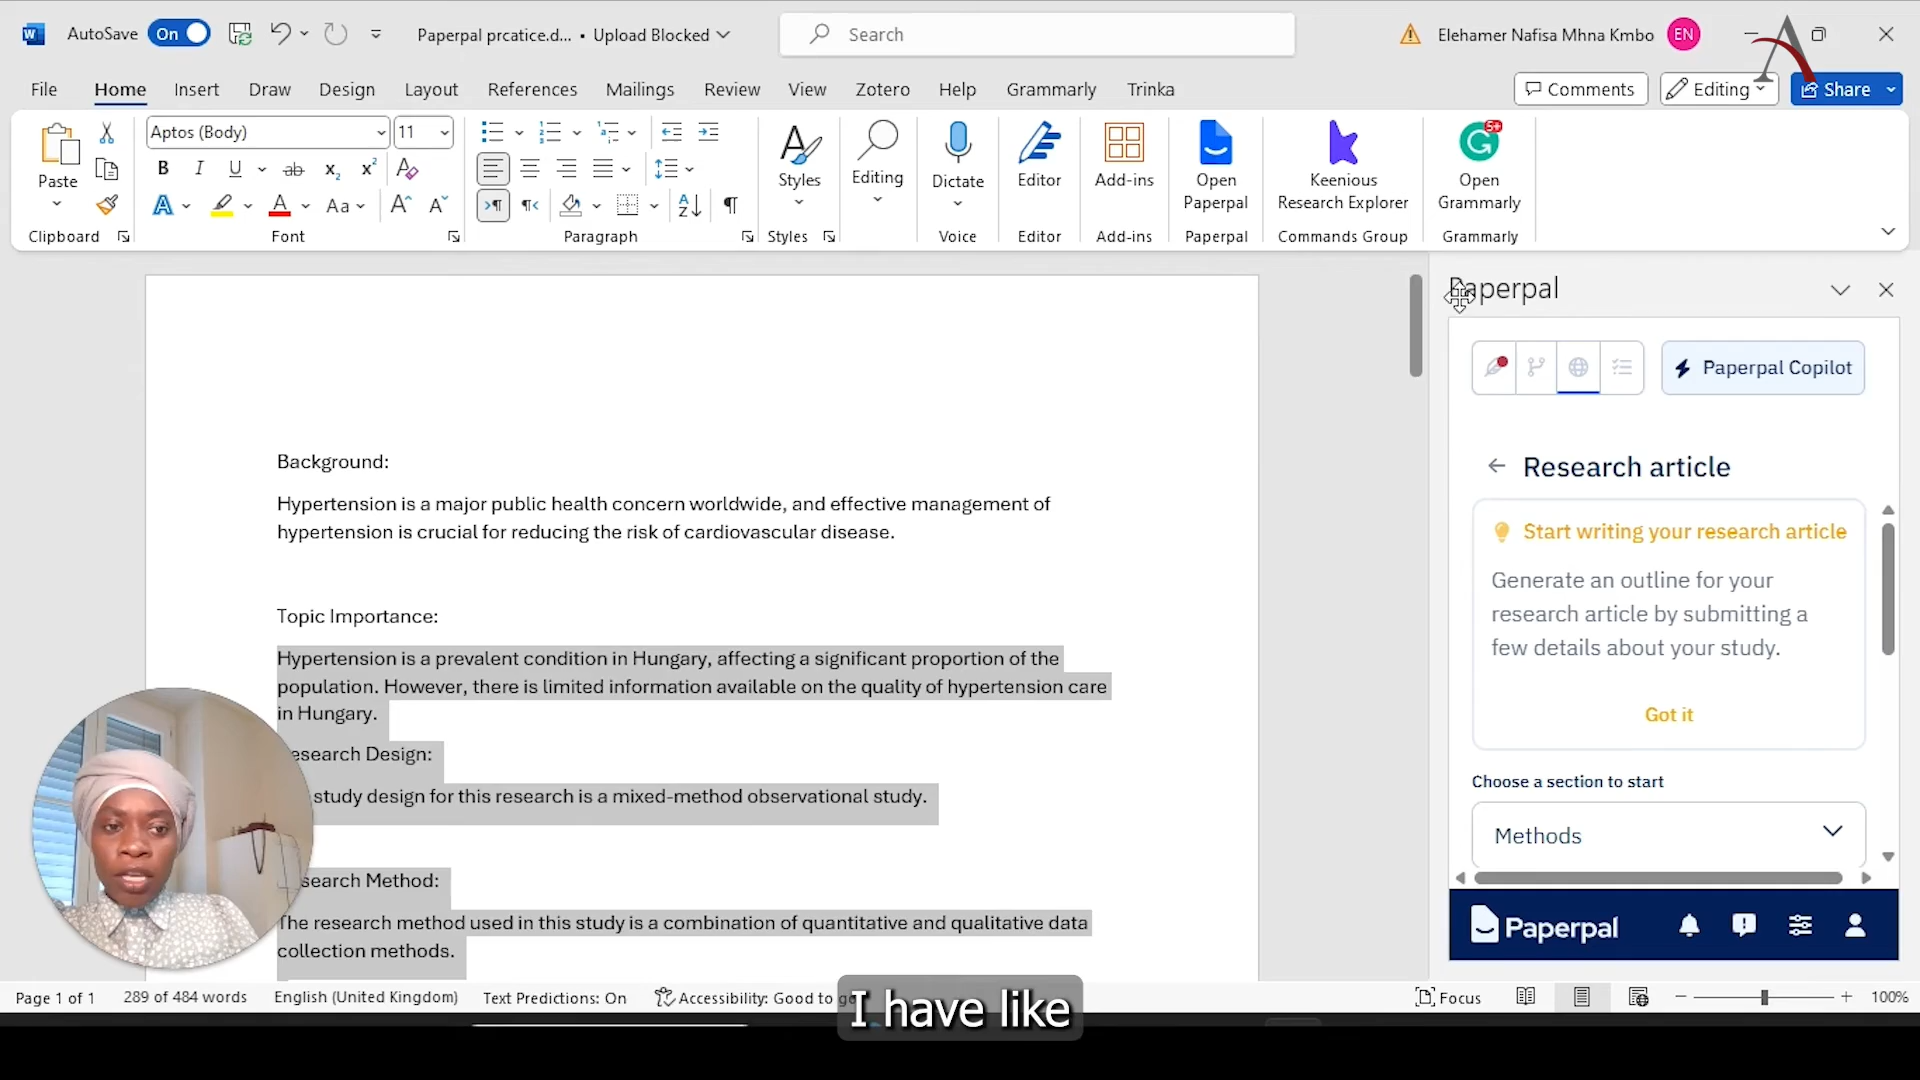 AutoSave On Paperpal prcatice.d... • Upload Blocked Search Elehamer Nafisa Mhna Kmbo EN
File Home Insert Draw Design Layout References Mailings Review View Zotero Help Grammarly Trinka Comments Editing Share
Paste
Clipboard
Aptos (Body) 11
B I U ab x₂ x²
A A Aa A A
Font
Paragraph
Styles
Styles
Editing
Dictate
Voice
Editor
Editor
Add-ins
Add-ins
Open
Paperpal
Paperpal
Keenious
Research Explorer
Commands Group
Open
Grammarly
Grammarly
Background:
Hypertension is a major public health concern worldwide, and effective management of
hypertension is crucial for reducing the risk of cardiovascular disease.
Topic Importance:
Hypertension is a prevalent condition in Hungary, affecting a significant proportion of the
population. However, there is limited information available on the quality of hypertension care
in Hungary.
esearch Design:
study design for this research is a mixed-method observational study.
search Method:
The research method used in this study is a combination of quantitative and qualitative data
collection methods.
Paperpal
Paperpal Copilot
Research article
Start writing your research article
Generate an outline for your
research article by submitting a
few details about your study.
Got it
Choose a section to start
Methods
Paperpal
Page 1 of 1 289 of 484 words English (United Kingdom) Text Predictions: On Accessibility: Good to go Focus 100%
I have like